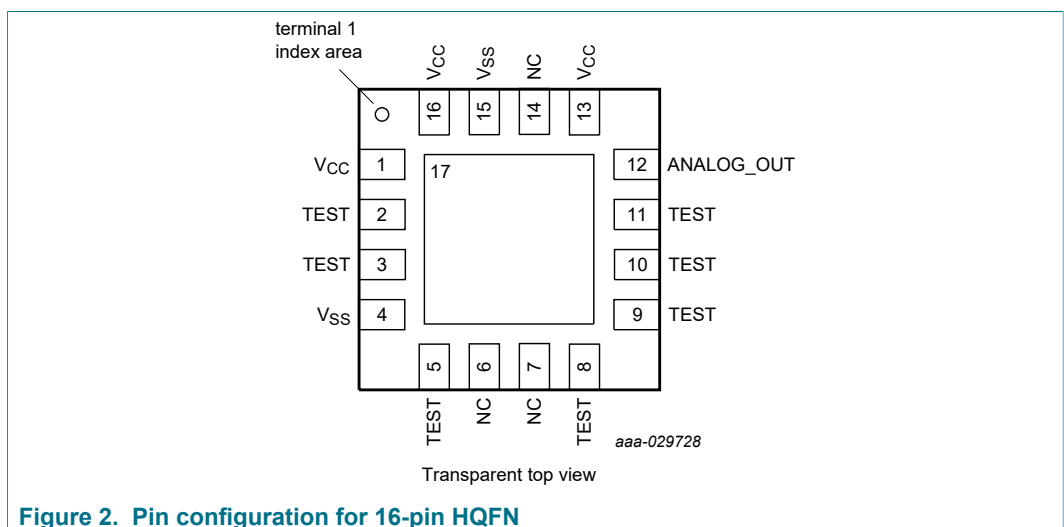 terminal 1
index area
VCC
VSS
NC
VCC
16
15
14
13
VCC 1
17
12 ANALOG_OUT
TEST 2
11 TEST
TEST 3
10 TEST
VSS 4
9 TEST
5
6
7
8
TEST
NC
NC
TEST
aaa-029728
Transparent top view
Figure 2. Pin configuration for 16-pin HQFN